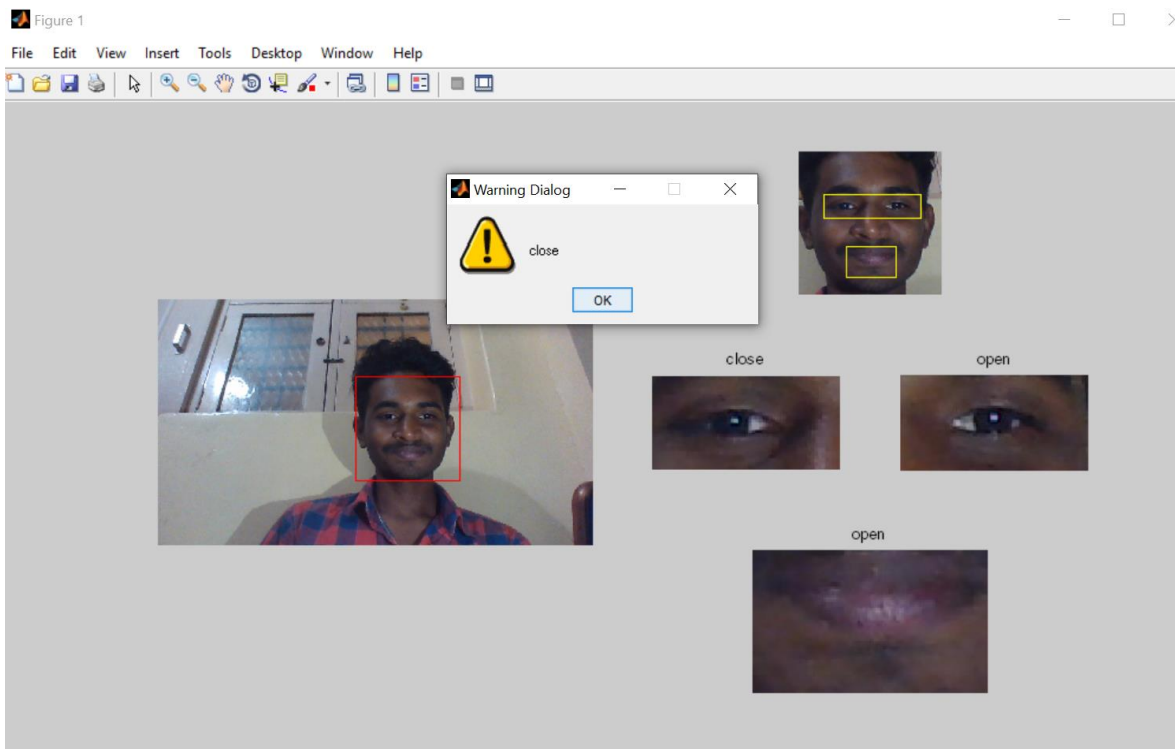 Figure 1
File Edit View Insert Tools Desktop Window Help
Warning Dialog
close
OK
close
open
open